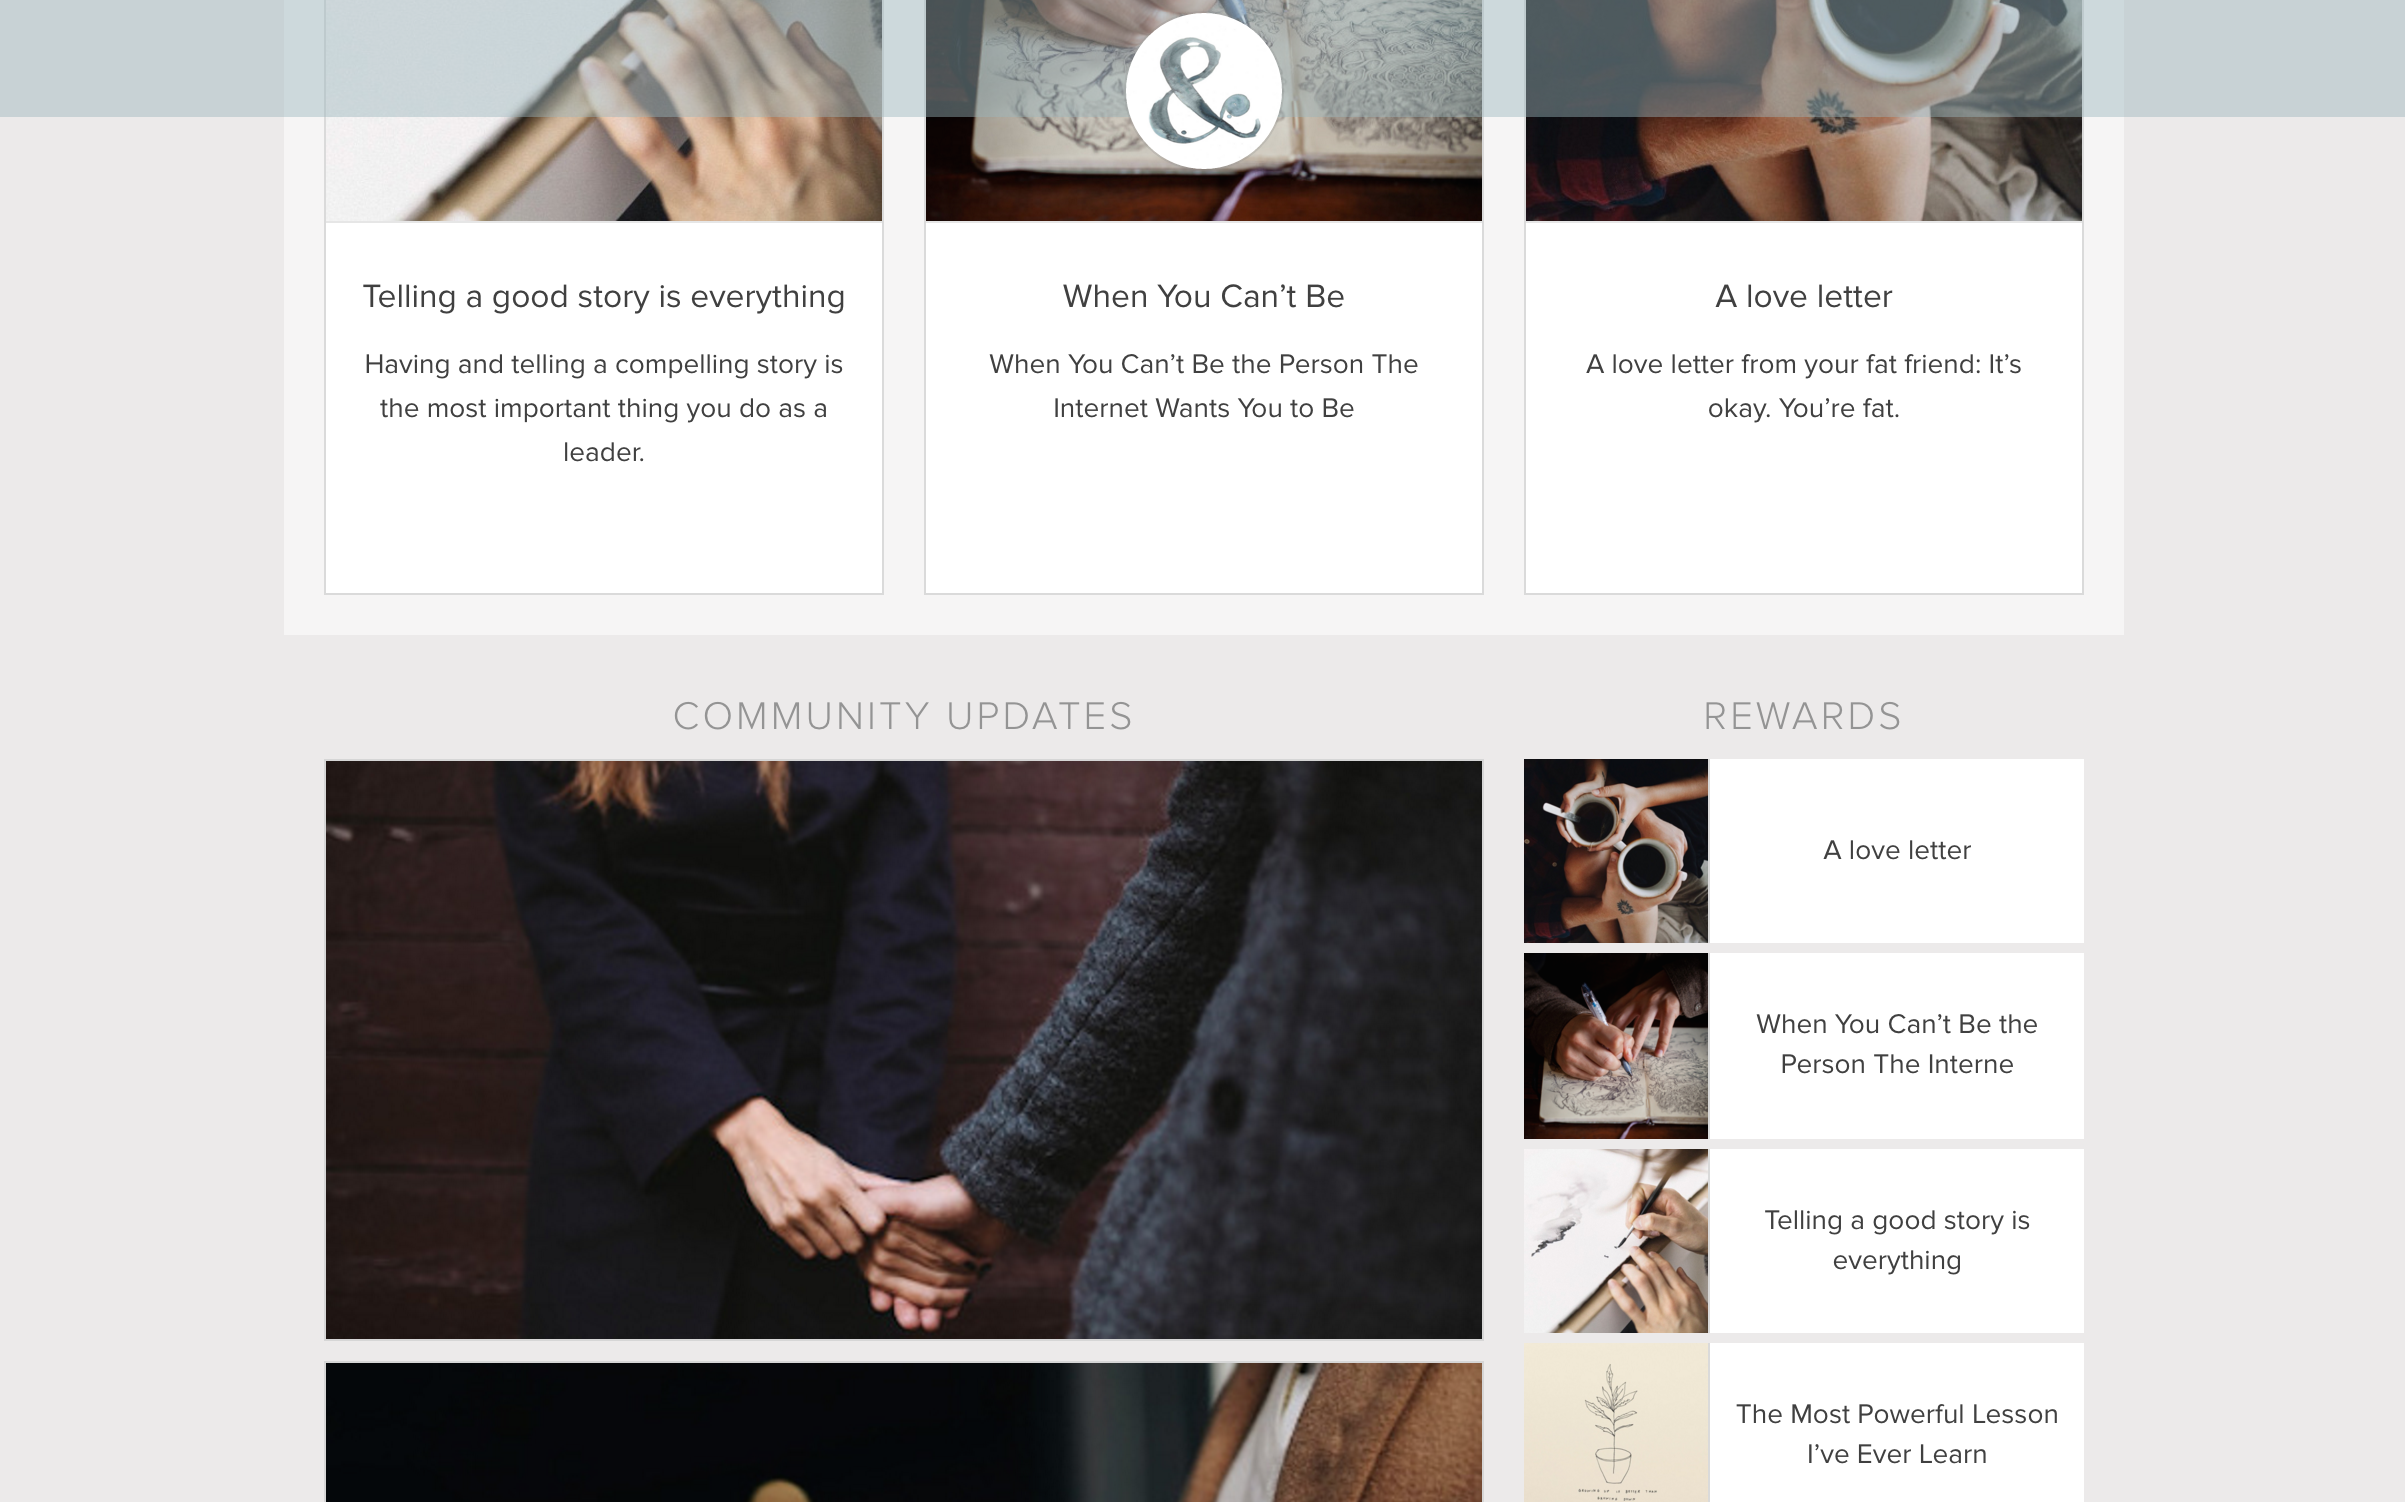 &
Telling a good story is everything
Having and telling a compelling story is
the most important thing you do as a
leader.
When You Can’t Be
When You Can’t Be the Person The
Internet Wants You to Be
A love letter
A love letter from your fat friend: It’s
okay. You’re fat.
COMMUNITY UPDATES
REWARDS
A love letter
When You Can’t Be the
Person The Interne
Telling a good story is
everything
The Most Powerful Lesson
I’ve Ever Learn